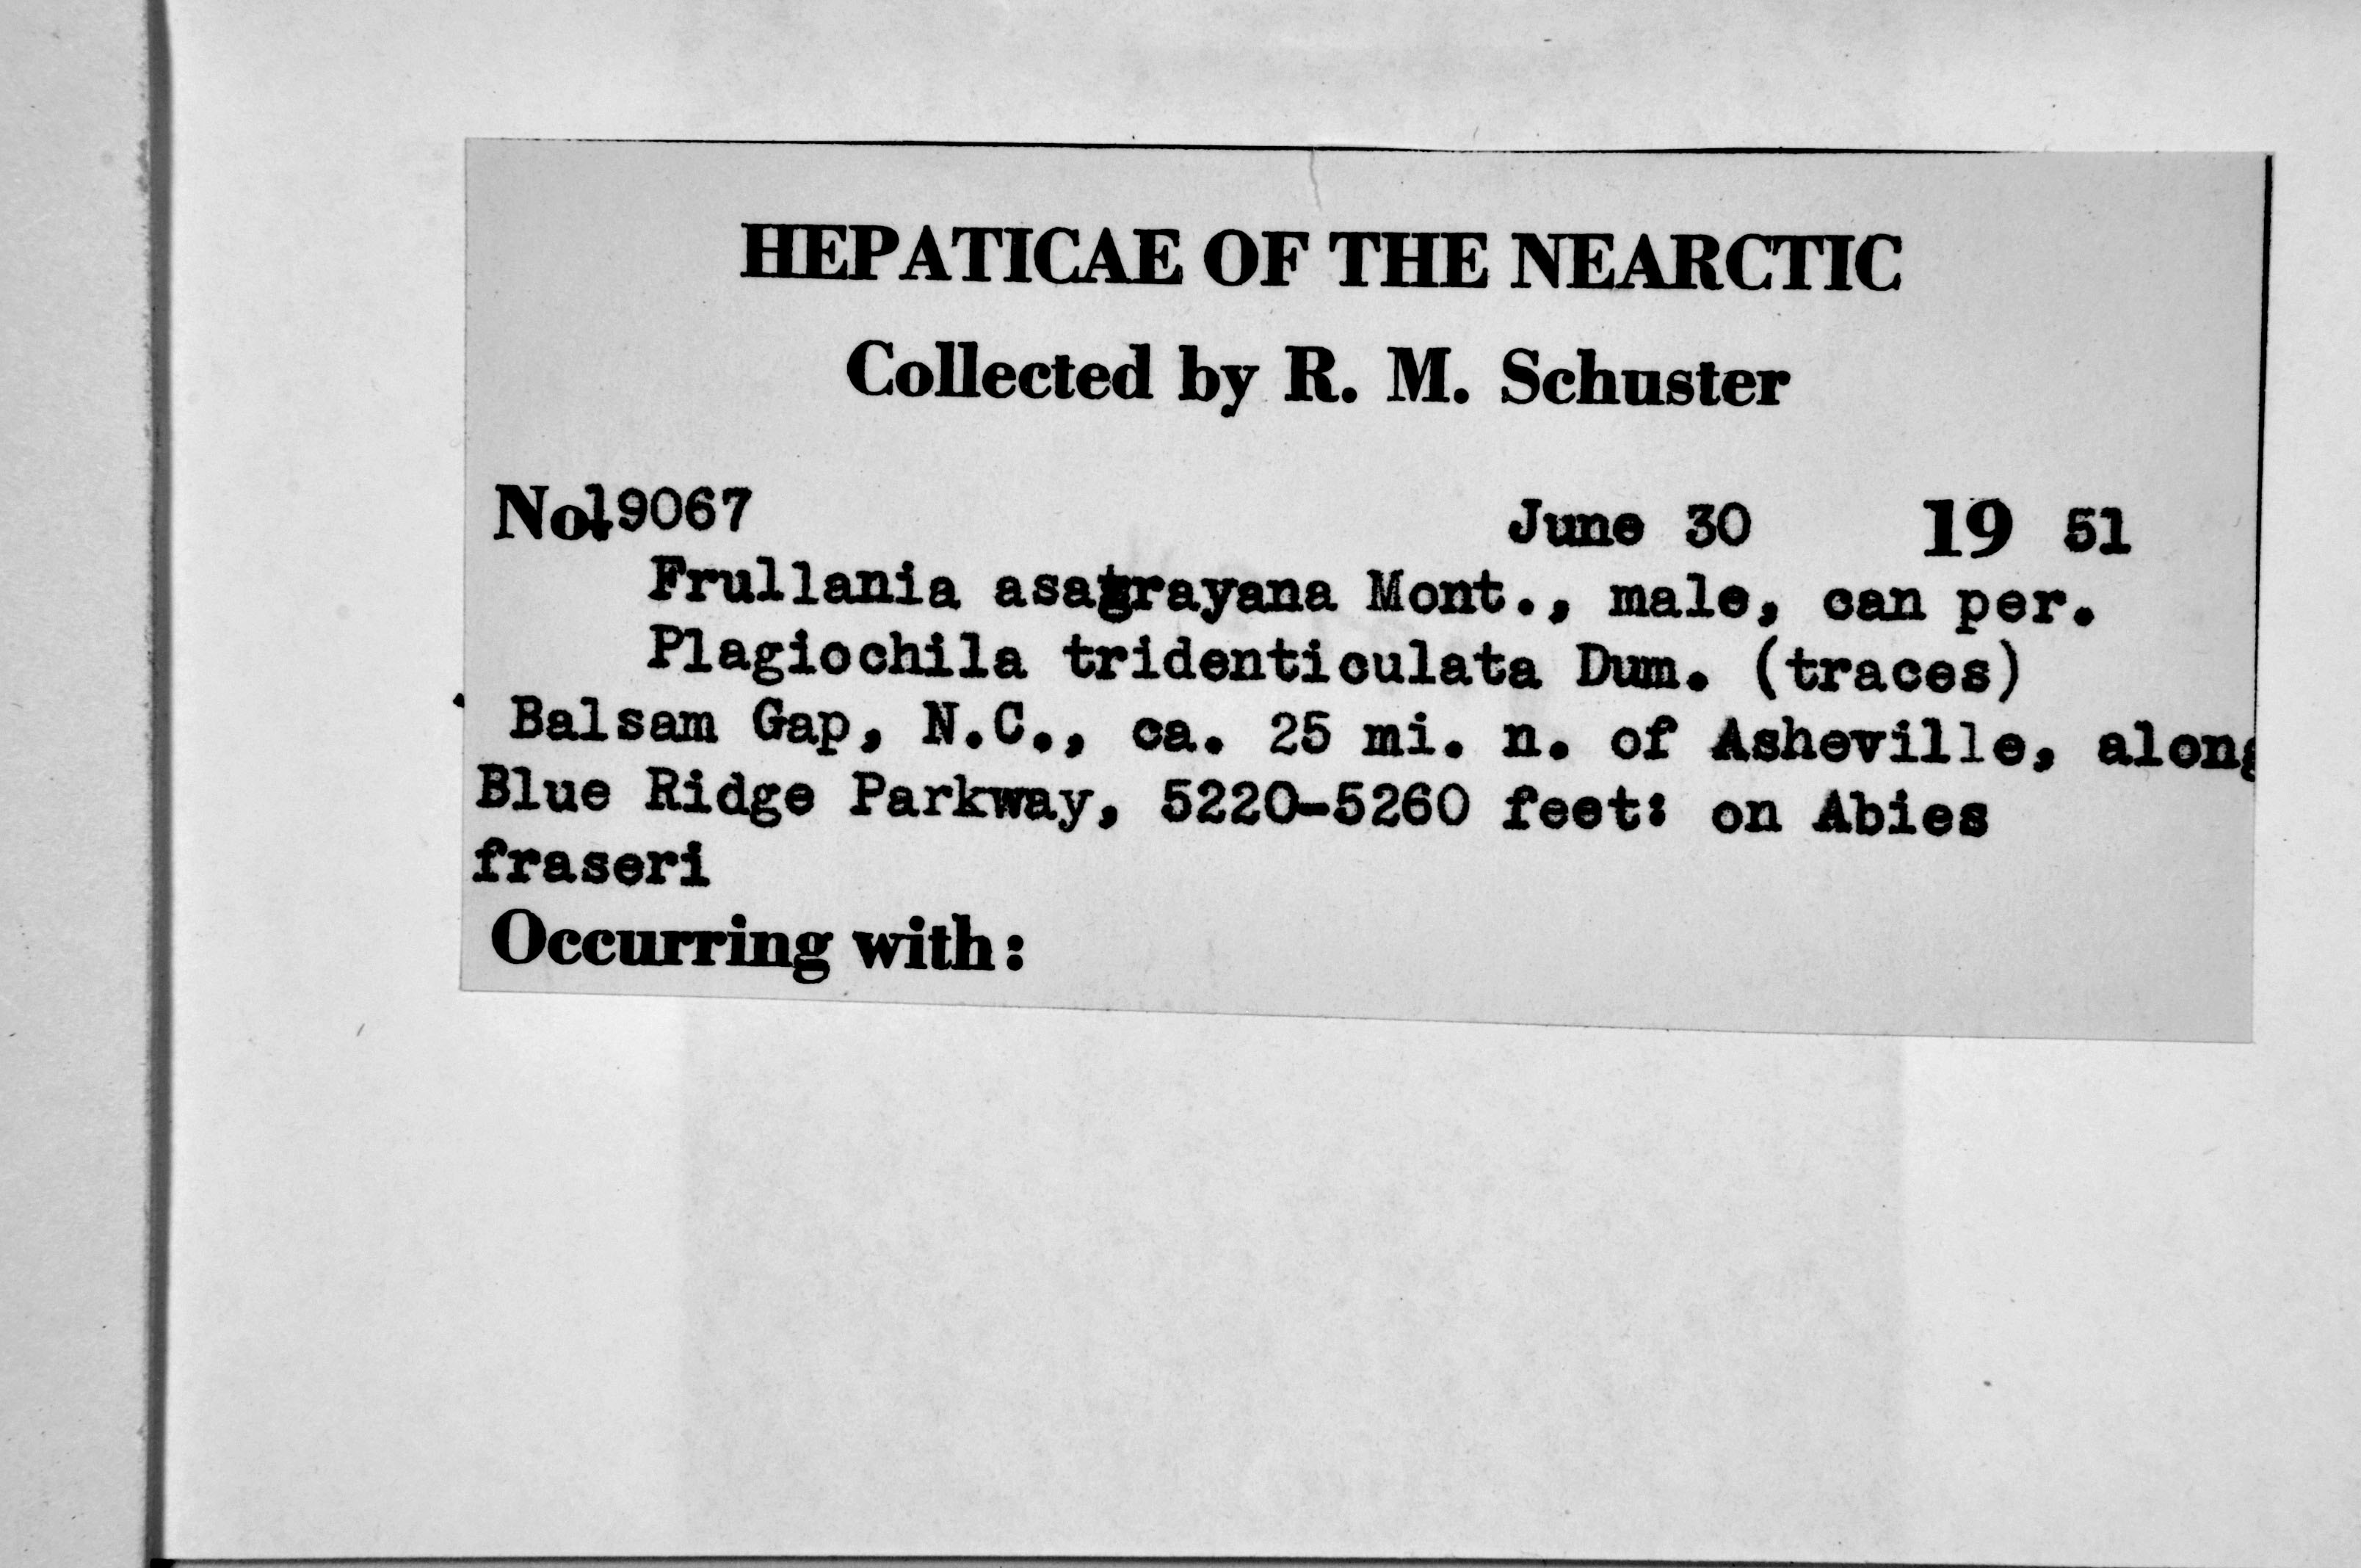 HEPATICAE OF THE NEARCTIC
Collected by R. M. Schuster
No. 19067 June 30 19 51
Frullania asagrayana Mont., male, can per.
Plagiochila tridenticulata Dum. (traces)
Balsam Gap, N.C., ca. 25 mi. n. of Asheville, along
Blue Ridge Parkway, 5220-5260 feet: on Abies
fraseri
Occurring with: